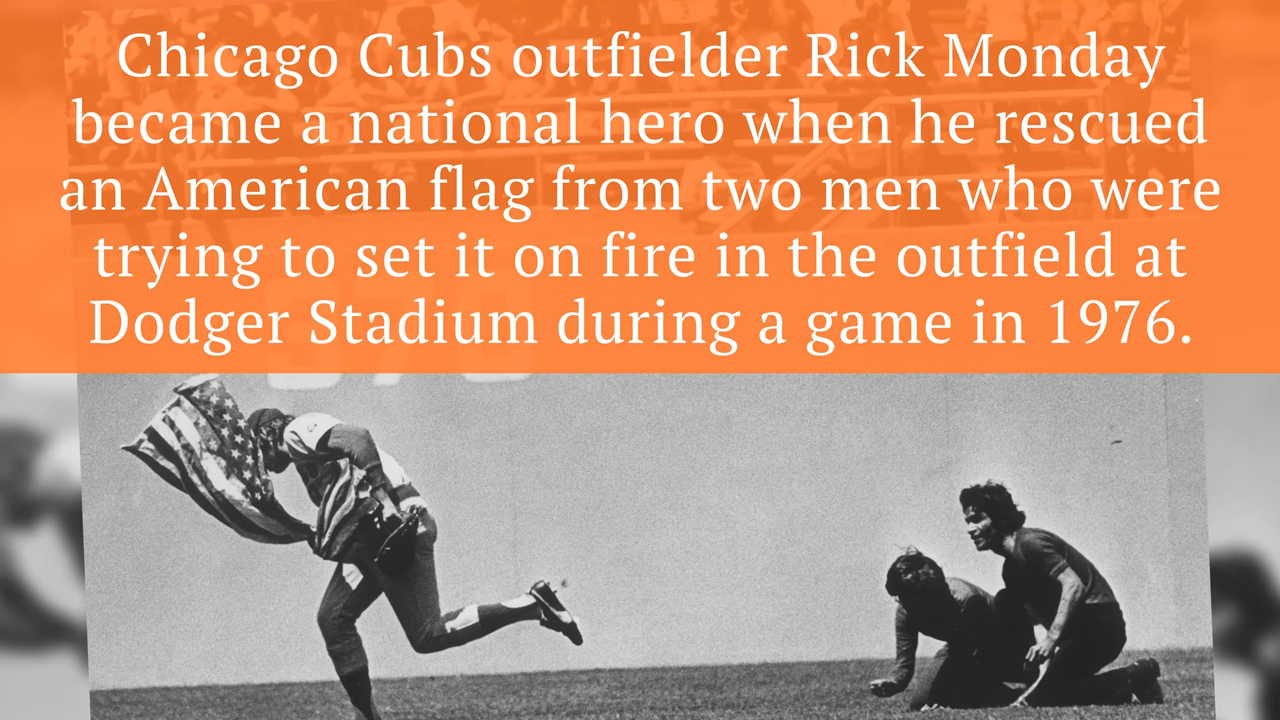 Chicago Cubs outfielder Rick Monday
became a national hero when he rescued
an American flag from two men who were
trying to set it on fire in the outfield at
Dodger Stadium during a game in 1976.